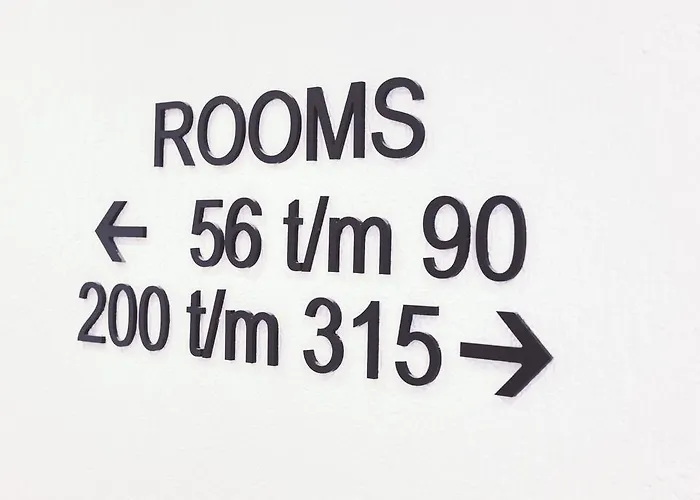 ROOMS
← 56 t/m 90
200 t/m 315 →